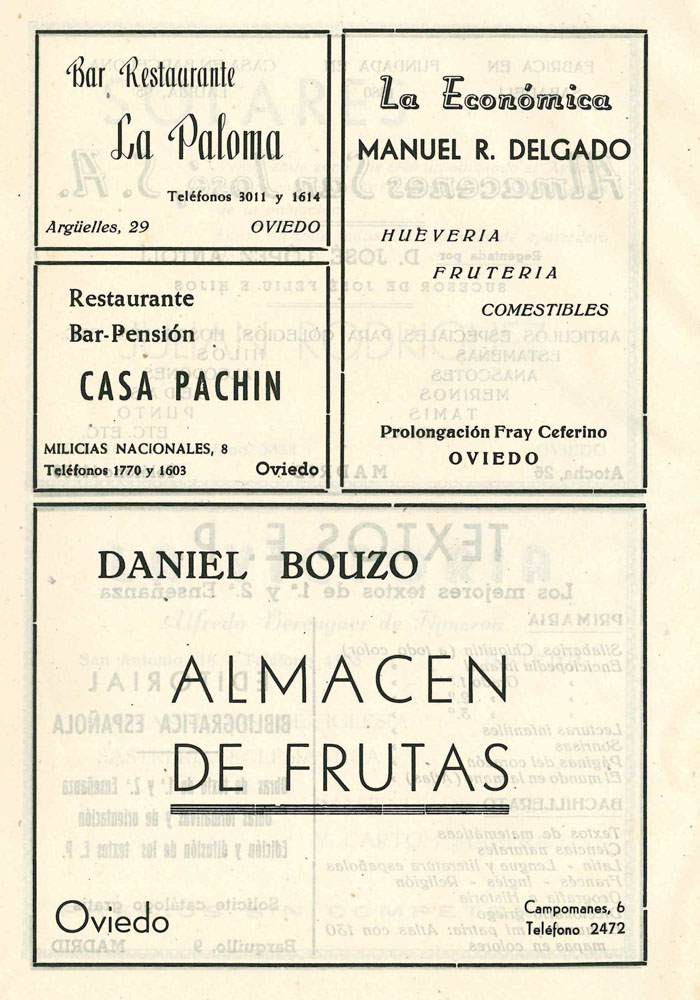 Bar Restaurante
La Paloma
Teléfonos 3011 y 1614
Argüelles, 29 OVIEDO
Restaurante
Bar-Pensión
CASA PACHIN
MILICIAS NACIONALES, 8
Teléfonos 1770 y 1603 Oviedo
La Económica
MANUEL R. DELGADO
HUEVERIA
FRUTERIA
COMESTIBLES
Prolongación Fray Ceferino
OVIEDO
DANIEL BOUZO
ALMACEN
DE FRUTAS
Oviedo
Campomanes, 6
Teléfono 2472